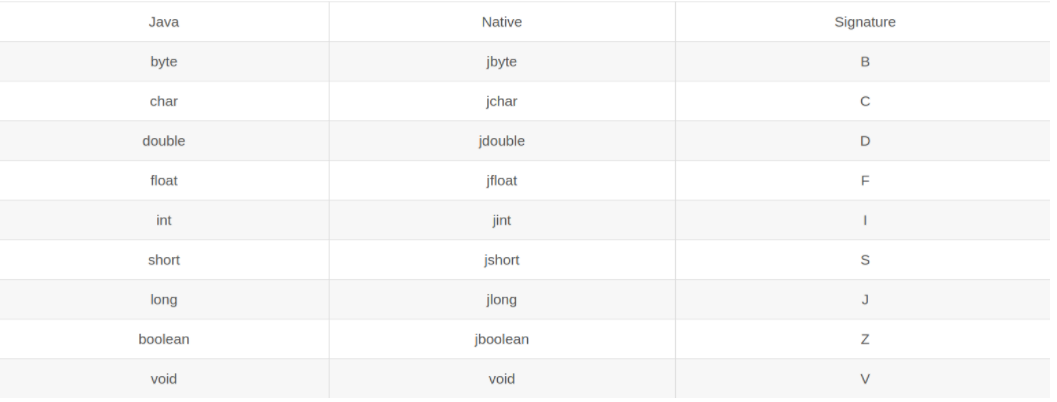 Java Native Signature
byte jbyte B
char jchar C
double jdouble D
float jfloat F
int jint I
short jshort S
long jlong J
boolean jboolean Z
void void V